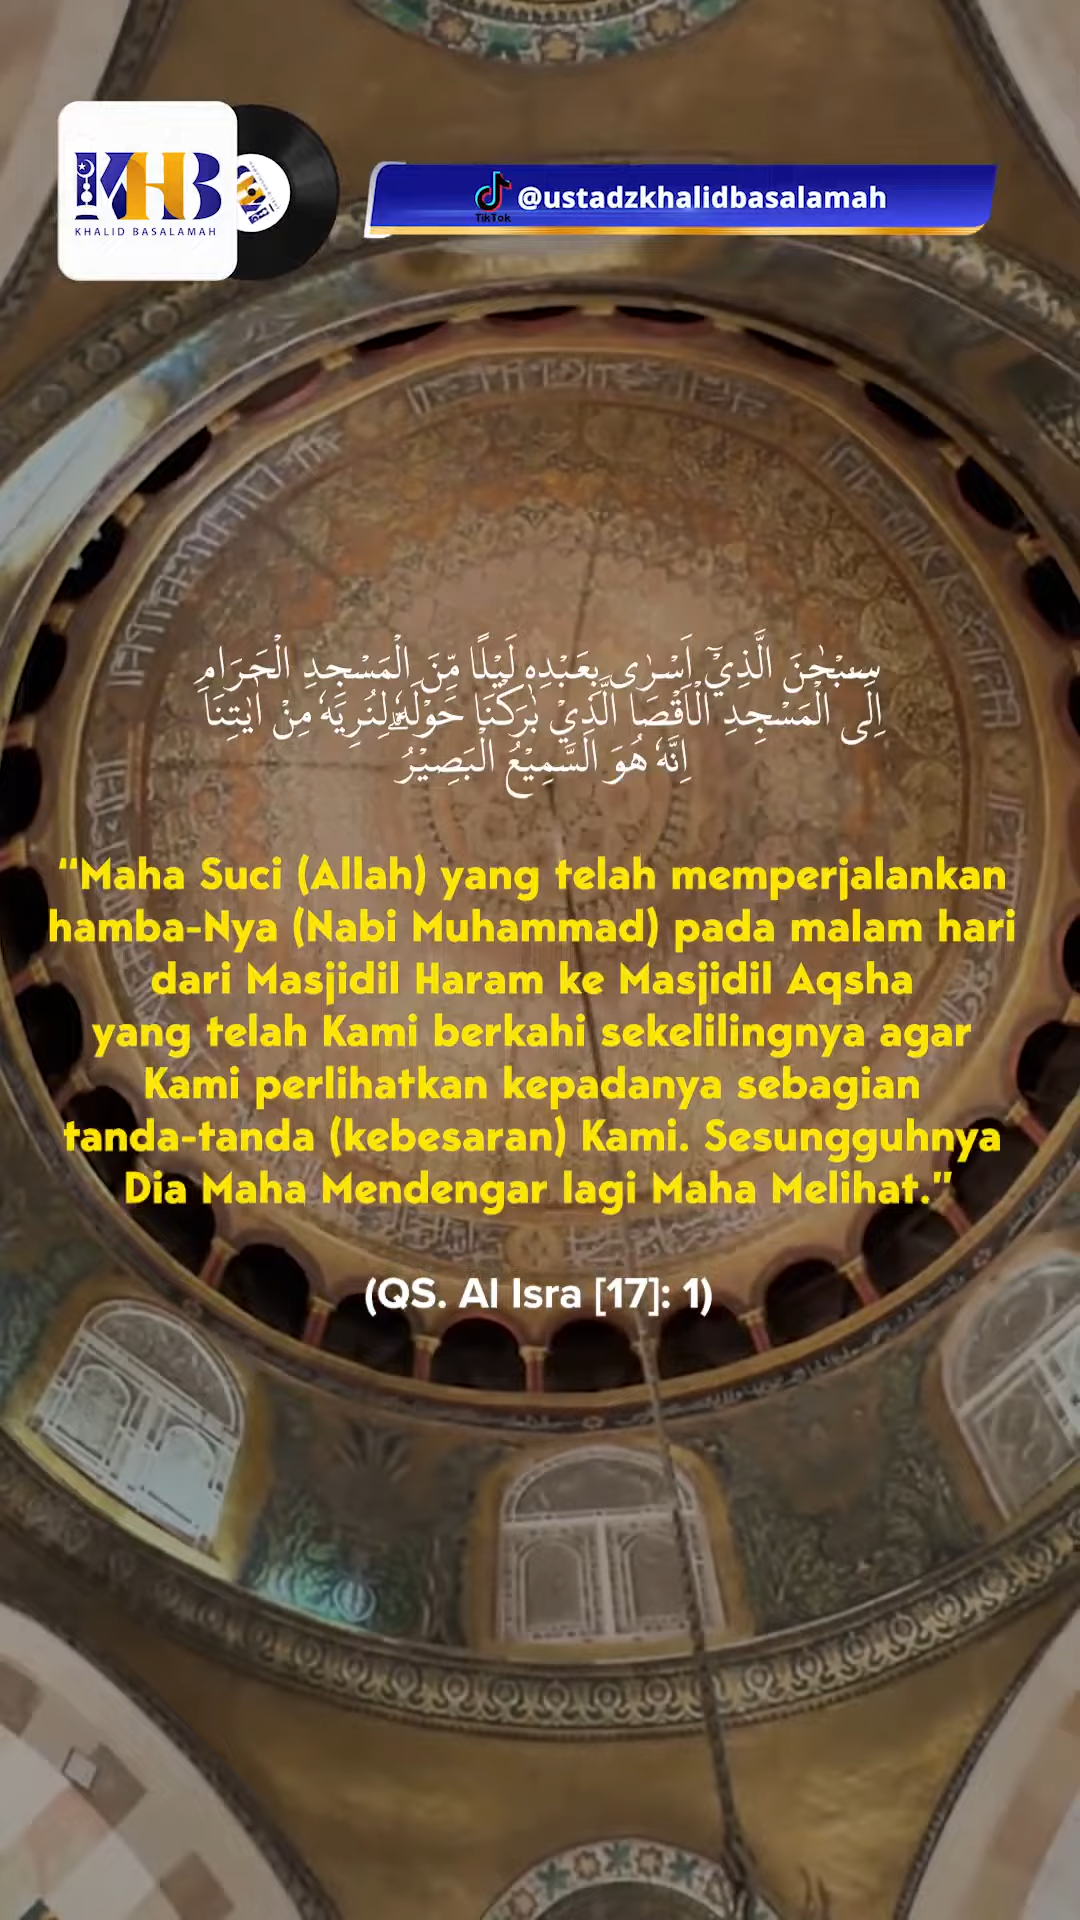 KHB
KHALID BASALAMAH
TikTok
@ustadzkhalidbasalamah
سُبْحٰنَ الَّذِيْٓ اَسْرٰى بِعَبْدِهٖ لَيْلًا مِّنَ الْمَسْجِدِ الْحَرَامِ
اِلَى الْمَسْجِدِ الْاَقْصَا الَّذِيْ بٰرَكْنَا حَوْلَهٗ لِنُرِيَهٗ مِنْ اٰيٰتِنَاۗ
اِنَّهٗ هُوَ السَّمِيْعُ الْبَصِيْرُ
“Maha Suci (Allah) yang telah memperjalankan
hamba-Nya (Nabi Muhammad) pada malam hari
dari Masjidil Haram ke Masjidil Aqsha
yang telah Kami berkahi sekelilingnya agar
Kami perlihatkan kepadanya sebagian
tanda-tanda (kebesaran) Kami. Sesungguhnya
Dia Maha Mendengar lagi Maha Melihat.”
(QS. Al Isra [17]: 1)